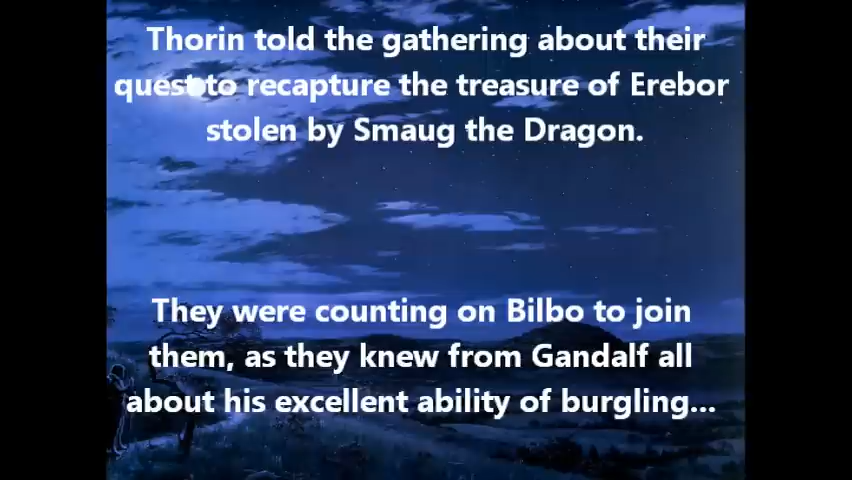 Thorin told the gathering about their
quest to recapture the treasure of Erebor
stolen by Smaug the Dragon.
They were counting on Bilbo to join
them, as they knew from Gandalf all
about his excellent ability of burgling...